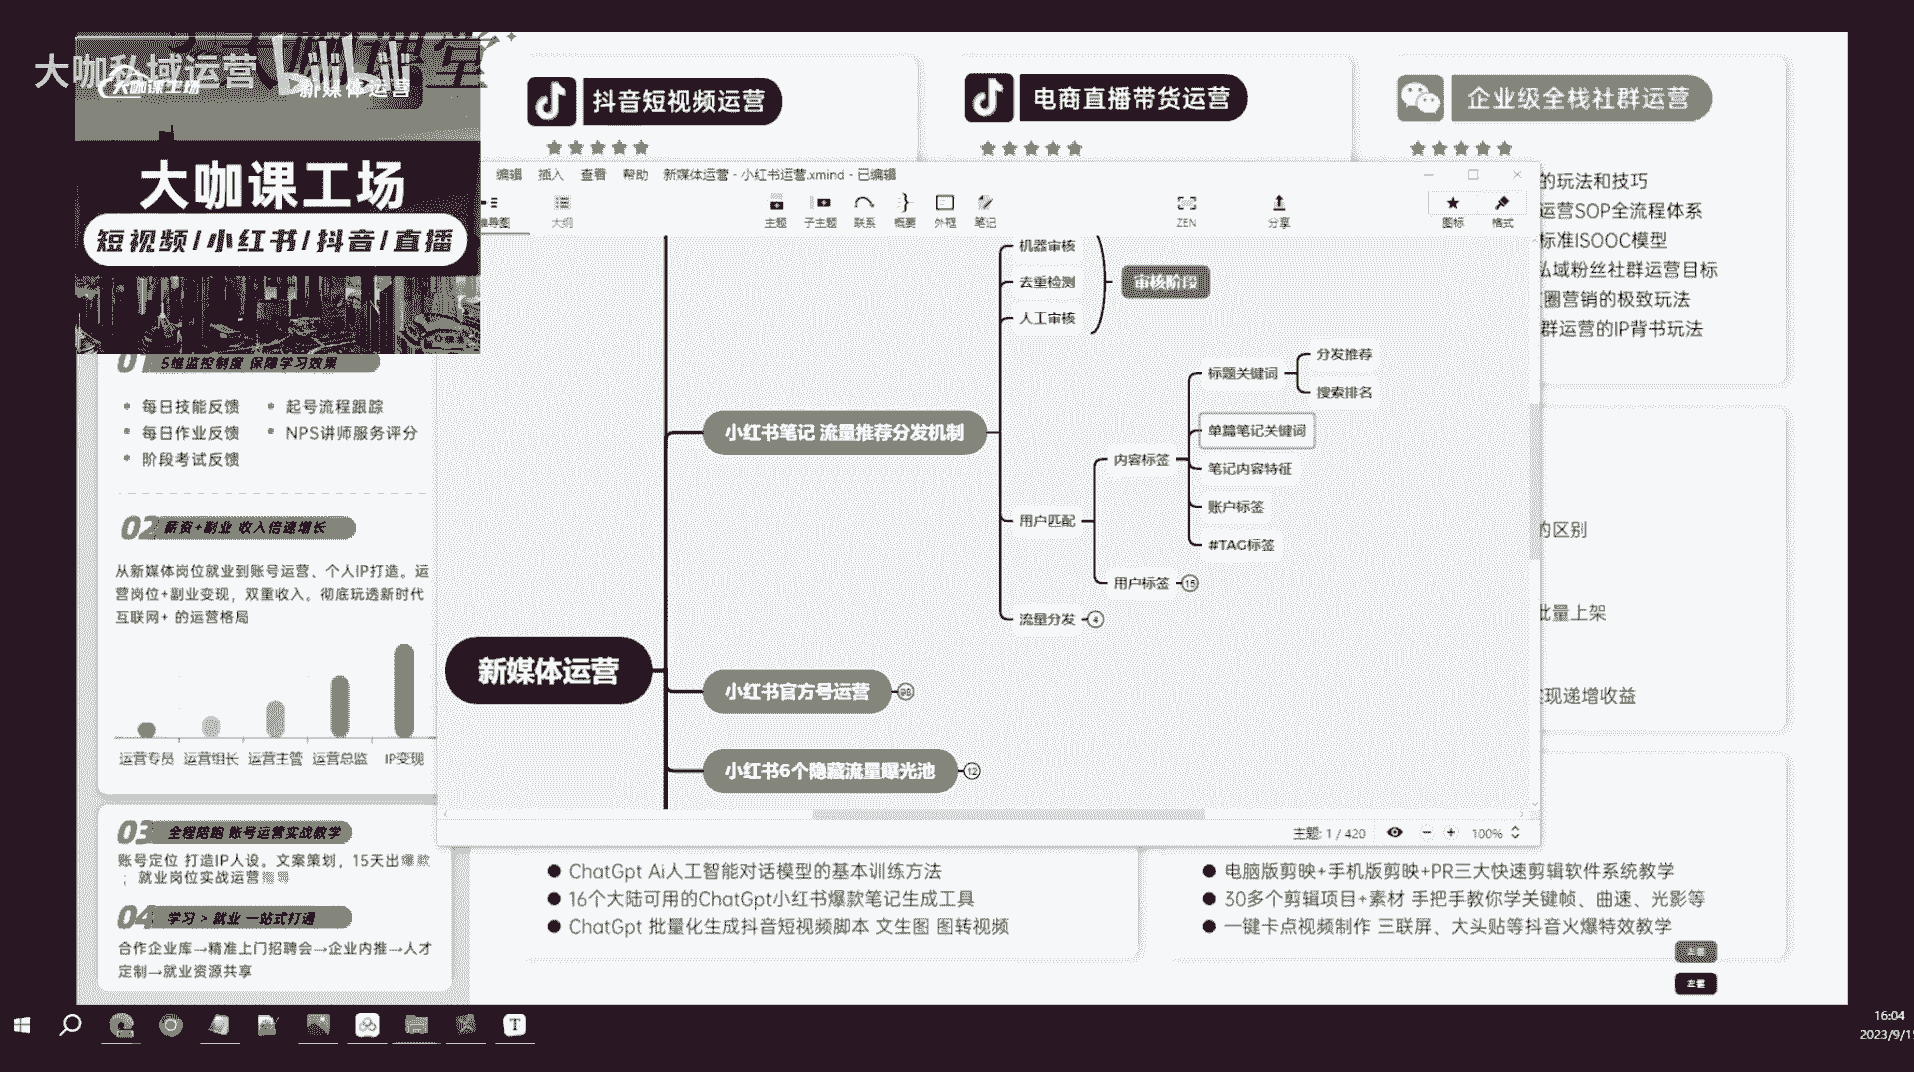 大咖私域运营
大咖课工场
新媒体运营
大咖课工场
短视频/小红书/抖音/直播
抖音短视频运营
电商直播带货运营
企业级全栈社群运营
的玩法和技巧
运营SOP全流程体系
标准ISOOC模型
私域粉丝社群运营目标
圈营销的极致玩法
群运营的IP背书玩法
编辑 插入 查看 帮助 新媒体运营 - 小红书运营.xmind - 已编辑
导图 大纲 主题 子主题 联系 概要 外框 笔记 ZEN 分享 图标 格式
机器审核
去重检测
人工审核
审核阶段
小红书笔记 流量推荐分发机制
标题关键词
分发推荐
搜索排名
单篇笔记关键词
内容标签
笔记内容特征
账户标签
#TAG标签
用户匹配
用户标签 15
流量分发 4
新媒体运营
小红书官方号运营 98
小红书6个隐藏流量曝光池 12
主题: 1 / 420 100%
01 5维监控制度 保障学习效果
每日技能反馈 起号流程跟踪
每日作业反馈 NPS讲师服务评分
阶段考试反馈
02 薪资+副业 收入倍速增长
从新媒体岗位就业到账号运营、个人IP打造。运
营岗位+副业变现，双重收入。彻底玩透新时代
互联网+ 的运营格局
运营专员 运营组长 运营主管 运营总监 IP变现
03 全程陪跑 账号运营实战教学
账号定位 打造IP人设。文案策划，15天出爆款
；就业岗位实战运营
04 学习 > 就业 一站式打通
合作企业库→精准上门招聘会→企业内推→人才
定制→就业资源共享
的区别
批量上架
实现递增收益
ChatGpt Ai人工智能对话模型的基本训练方法
16个大陆可用的ChatGpt小红书爆款笔记生成工具
ChatGpt 批量化生成抖音短视频脚本 文生图 图转视频
电脑版剪映+手机版剪映+PR三大快速剪辑软件系统教学
30多个剪辑项目+素材 手把手教你学关键帧、曲速、光影等
一键卡点视频制作 三联屏、大头贴等抖音火爆特效教学
左键
左键
16:04
2023/9/1